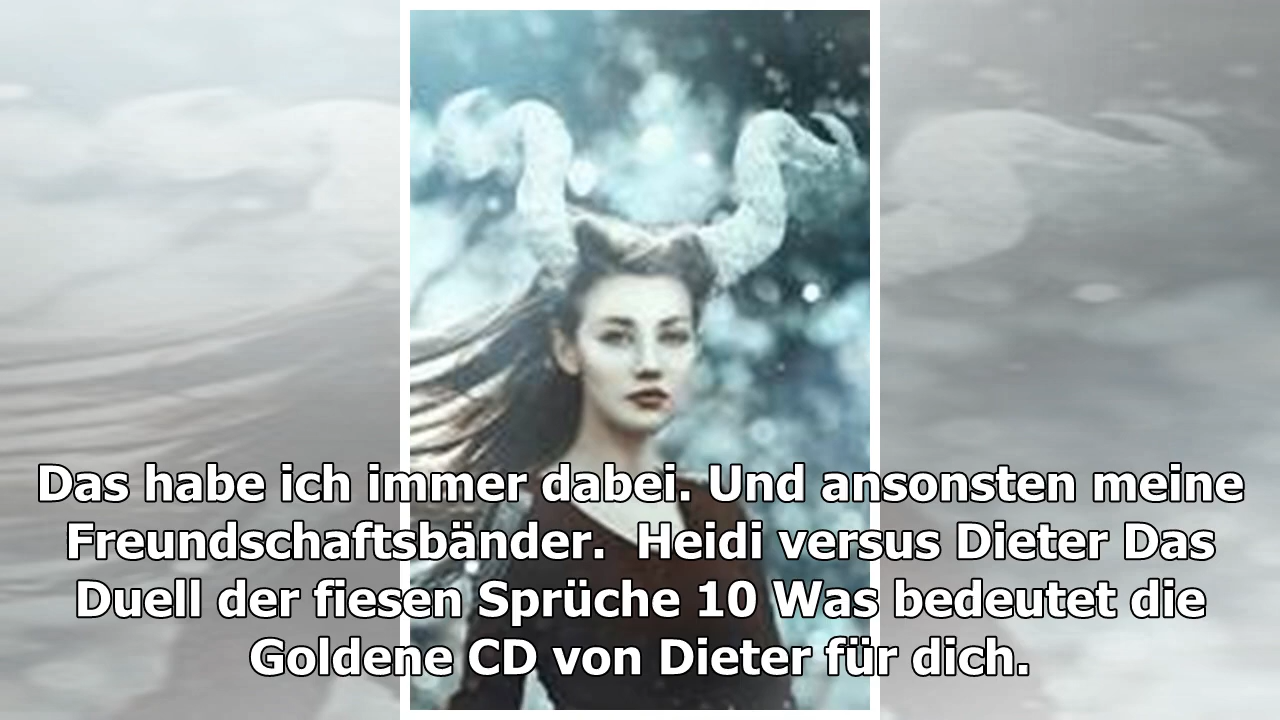 Das habe ich immer dabei. Und ansonsten meine
Freundschaftsbänder.  Heidi versus Dieter Das
Duell der fiesen Sprüche 10 Was bedeutet die
Goldene CD von Dieter für dich.